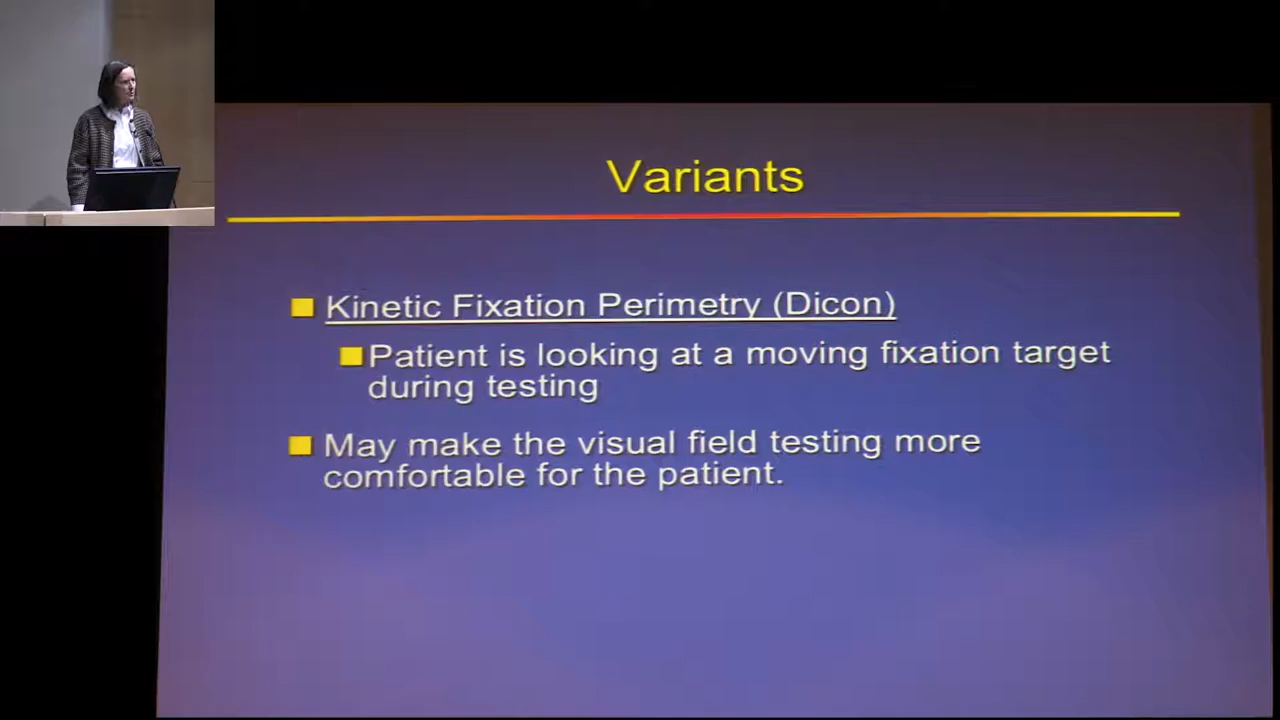 Variants
Kinetic Fixation Perimetry (Dicon)
Patient is looking at a moving fixation target
during testing
May make the visual field testing more
comfortable for the patient.